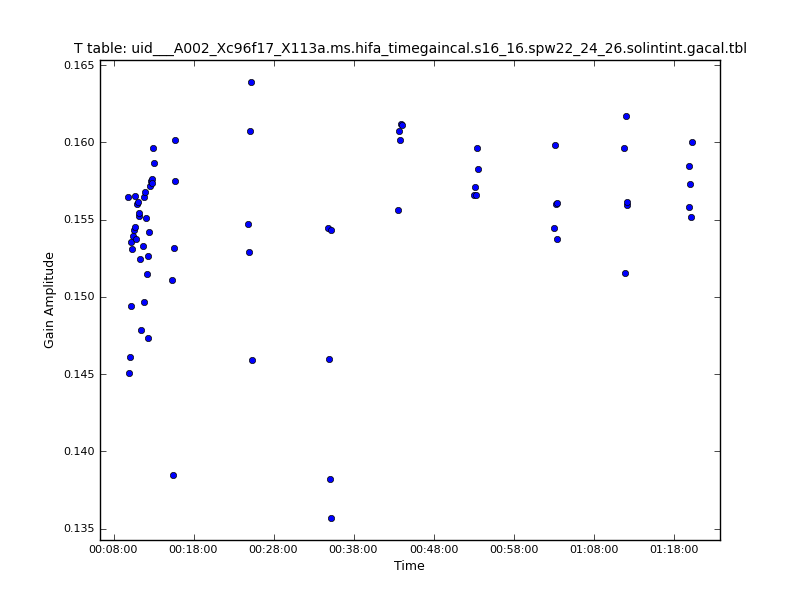 T table: uid___A002_Xc96f17_X113a.ms.hifa_timegaincal.s16_16.spw22_24_26.solintint.gacal.tbl
0.165
0.160
0.155
0.150
0.145
0.140
0.135
Gain Amplitude
00:08:00 00:18:00 00:28:00 00:38:00 00:48:00 00:58:00 01:08:00 01:18:00
Time